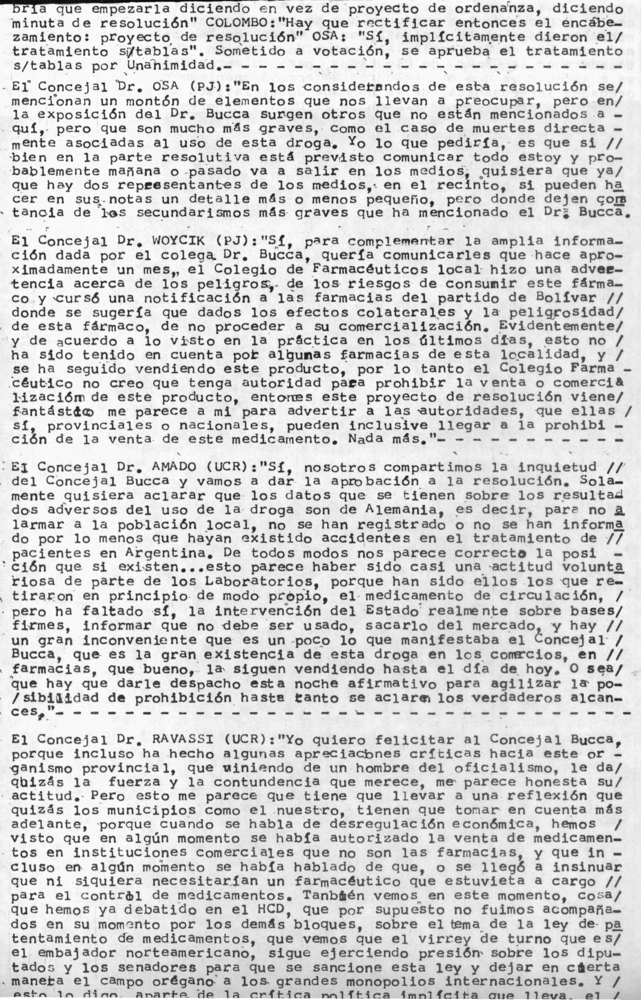 bría que empezarla diciendo en vez de proyecto de ordenanza, diciendo
minuta de resolución" COLOMBO:"Hay que rectificar entonces el encabe-
zamiento: proyecto de resolución" OSA: "Sí, implícitamente dieron el/
tratamiento s/tablas". Sometido a votación, se aprueba el tratamiento
s/tablas por Unanimidad.- - - - - - - - - - - - - - - - - - - - - - -
El Concejal Dr. OSA (PJ):"En los considerandos de esta resolución se/
mencionan un montón de elementos que nos llevan a preocupar, pero en/
la exposición del Dr. Bucca surgen otros que no están mencionados a -
quí, pero que son mucho más graves, como el caso de muertes directa -
mente asociadas al uso de esta droga. Yo lo que pediría, es que si //
bien en la parte resolutiva está previsto comunicar todo estoy y pro-
bablemente mañana o pasado va a salir en los medios, quisiera que ya/
que hay dos representantes de los medios, en el recinto, si pueden ha
cer en sus notas un detalle más o menos pequeño, pero donde dejen cons
tancia de los secundarismos más graves que ha mencionado el Dr. Bucca.
El Concejal Dr. WOYCIK (PJ):"Sí, para complementar la amplia informa-
ción dada por el colega Dr. Bucca, quería comunicarles que hace apro-
ximadamente un mes,, el Colegio de Farmacéuticos local hizo una adver-
tencia acerca de los peligros, de los riesgos de consumir este fárma-
co y cursó una notificación a las farmacias del partido de Bolívar //
donde se sugería que dados los efectos colaterales y la peligrosidad/
de esta fármaco, de no proceder a su comercialización. Evidentemente/
y de acuerdo a lo visto en la práctica en los últimos días, esto no /
ha sido tenido en cuenta por algunas farmacias de esta localidad, y /
se ha seguido vendiendo este producto, por lo tanto el Colegio Farma -
céutico no creo que tenga autoridad para prohibir la venta o comercia
lización de este producto, entonces este proyecto de resolución viene/
fantástico me parece a mi para advertir a las autoridades, que ellas /
sí, provinciales o nacionales, pueden inclusive llegar a la prohibi -
ción de la venta de este medicamento. Nada más."- - - - - - - - - - -
El Concejal Dr. AMADO (UCR):"Sí, nosotros compartimos la inquietud //
del Concejal Bucca y vamos a dar la aprobación a la resolución. Sola-
mente quisiera aclarar que los datos que se tienen sobre los resultad
dos adversos del uso de la droga son de Alemania, es decir, para no a
larmar a la población local, no se han registrado o no se han informa
do por lo menos que hayan existido accidentes en el tratamiento de //
pacientes en Argentina. De todos modos nos parece correcto la posi -
ción que si existen...esto parece haber sido casi una actitud volunta
riosa de parte de los Laboratorios, porque han sido ellos los que re-
tiraron en principio de modo propio, el medicamento de circulación, /
pero ha faltado sí, la intervención del Estado realmente sobre bases/
firmes, informar que no debe ser usado, sacarlo del mercado, y hay //
un gran inconveniente que es un poco lo que manifestaba el Concejal /
Bucca, que es la gran existencia de esta droga en los comrcios, en //
farmacias, que bueno, la siguen vendiendo hasta el día de hoy. O sea/
que hay que darle despacho esta noche afirmativo para agilizar la po-
/sibilidad de prohibición hasta tanto se aclaren los verdaderos alcan-
ces."- - - - - - - - - - - - - - - - - - - - - - - - - - - - - - - - -
El Concejal Dr. RAVASSI (UCR):"Yo quiero felicitar al Concejal Bucca,
porque incluso ha hecho algunas apreciaciones críticas hacia este or -
ganismo provincial, que viniendo de un hombre del oficialismo, le da/
quizás la fuerza y la contundencia que merece, me parece honesta su/
actitud. Pero esto me parece que tiene que llevar a una reflexión que
quizás los municipios como el nuestro, tienen que tomar en cuenta más
adelante, porque cuando se habla de desregulación económica, hemos /
visto que en algún momento se había autorizado la venta de medicamen-
tos en instituciones comerciales que no son las farmacias, y que in -
cluso en algún momento se había hablado de que, o se llegó a insinuar
que ni siquiera necesitarían un farmacéutico que estuvieta a cargo //
para el control de medicamentos. También vemos en este momento, cosa/
que hemos ya debatido en el HCD, que por supuesto no fuimos acompaña-
dos en su momento por los demás bloques, sobre el tema de la ley de pa
tentamiento de medicamentos, que vemos que el virrey de turno que es/
el embajador norteamericano, sigue ejerciendo presión sobre los dipu-
tados y los senadores para que se sancione esta ley y dejar en cierta
manera el campo orégano a los grandes monopolios internacionales. Y /
esto lo digo, aparte de la crítica política implícita que lleva, el /